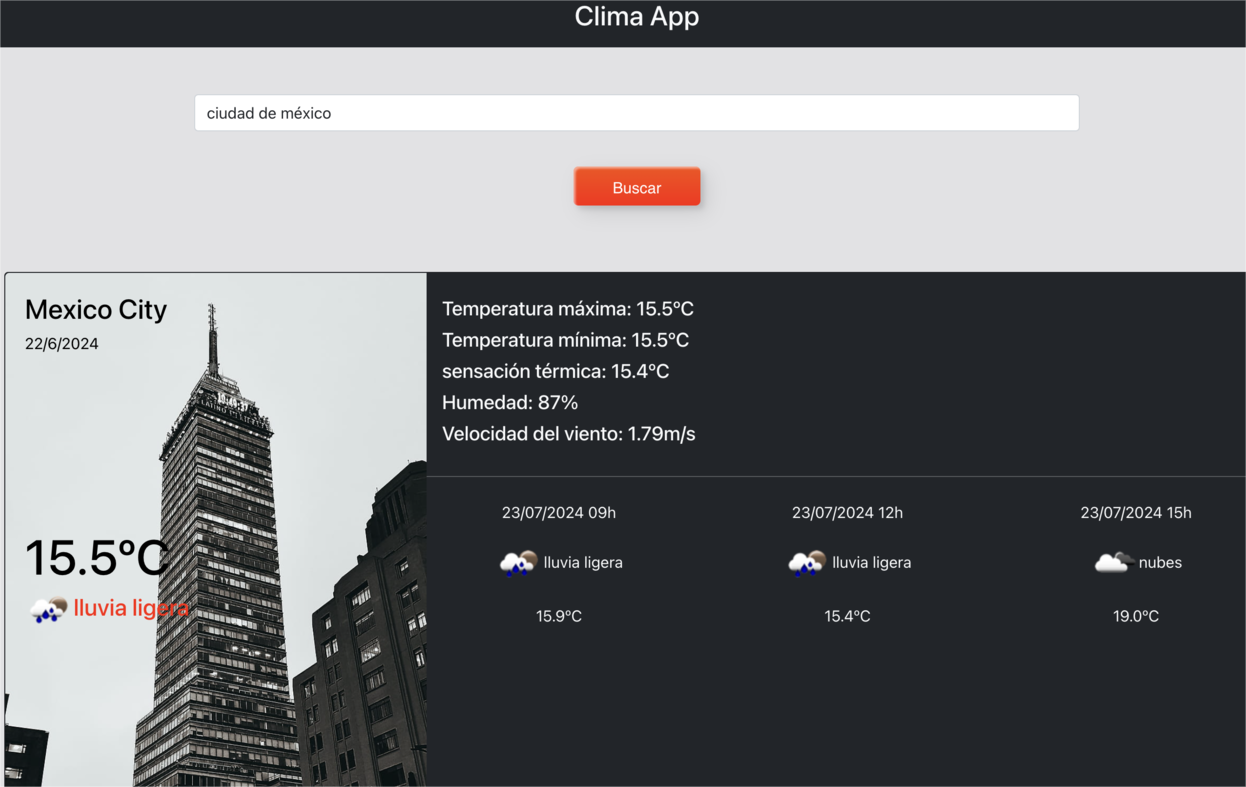 Clima App
ciudad de méxico
Buscar
Mexico City
22/6/2024
15.5ºC
lluvia ligera
Temperatura máxima: 15.5ºC
Temperatura mínima: 15.5ºC
sensación térmica: 15.4ºC
Humedad: 87%
Velocidad del viento: 1.79m/s
23/07/2024 09h
lluvia ligera
15.9ºC
23/07/2024 12h
lluvia ligera
15.4ºC
23/07/2024 15h
nubes
19.0ºC